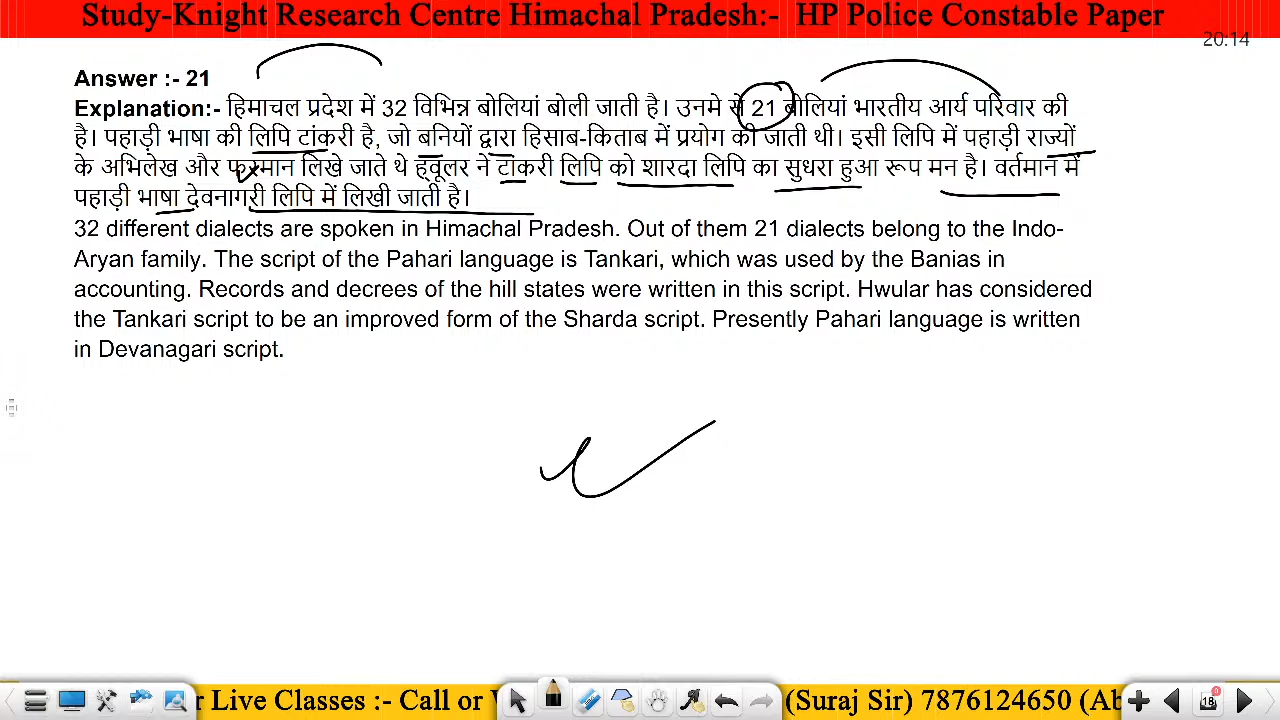 Study-Knight Research Centre Himachal Pradesh:-  HP Police Constable Paper
20:14
Answer :- 21
Explanation:- हिमाचल प्रदेश में 32 विभिन्न बोलियां बोली जाती है। उनमे से 21 बोलियां भारतीय आर्य परिवार की
है। पहाड़ी भाषा की लिपि टांकरी है, जो बनियों द्वारा हिसाब-किताब में प्रयोग की जाती थी। इसी लिपि में पहाड़ी राज्यों
के अभिलेख और फरमान लिखे जाते थे ह्वूलर ने टांकरी लिपि को शारदा लिपि का सुधरा हुआ रूप मन है। वर्तमान में
पहाड़ी भाषा देवनागरी लिपि में लिखी जाती है।
32 different dialects are spoken in Himachal Pradesh. Out of them 21 dialects belong to the Indo-
Aryan family. The script of the Pahari language is Tankari, which was used by the Banias in
accounting. Records and decrees of the hill states were written in this script. Hwular has considered
the Tankari script to be an improved form of the Sharda script. Presently Pahari language is written
in Devanagari script.
r Live Classes :- Call or (Suraj Sir) 7876124650 (Ab
18